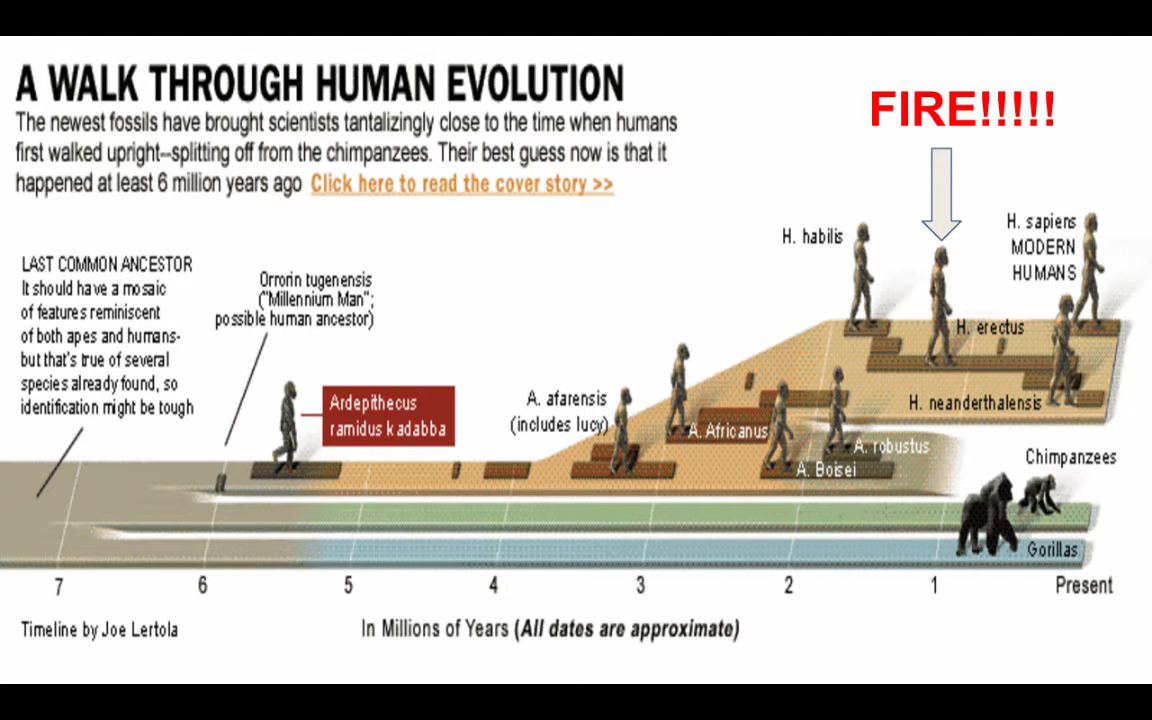 A WALK THROUGH HUMAN EVOLUTION
The newest fossils have brought scientists tantalizingly close to the time when humans
first walked upright--splitting off from the chimpanzees. Their best guess now is that it
happened at least 6 million years ago Click here to read the cover story >>
FIRE!!!!!
H. habilis
H. sapiens
MODERN
HUMANS
LAST COMMON ANCESTOR
It should have a mosaic
of features reminiscent
of both apes and humans-
but that's true of several
species already found, so
identification might be tough
Orrorin tugenensis
("Millennium Man";
possible human ancestor)
H. erectus
Ardepithecus
ramidus kadabba
A. afarensis
(includes lucy)
H. neanderthalensis
A. Africanus
A. robustus
A. Boisei
Chimpanzees
Gorillas
7 6 5 4 3 2 1 Present
Timeline by Joe Lertola
In Millions of Years (All dates are approximate)